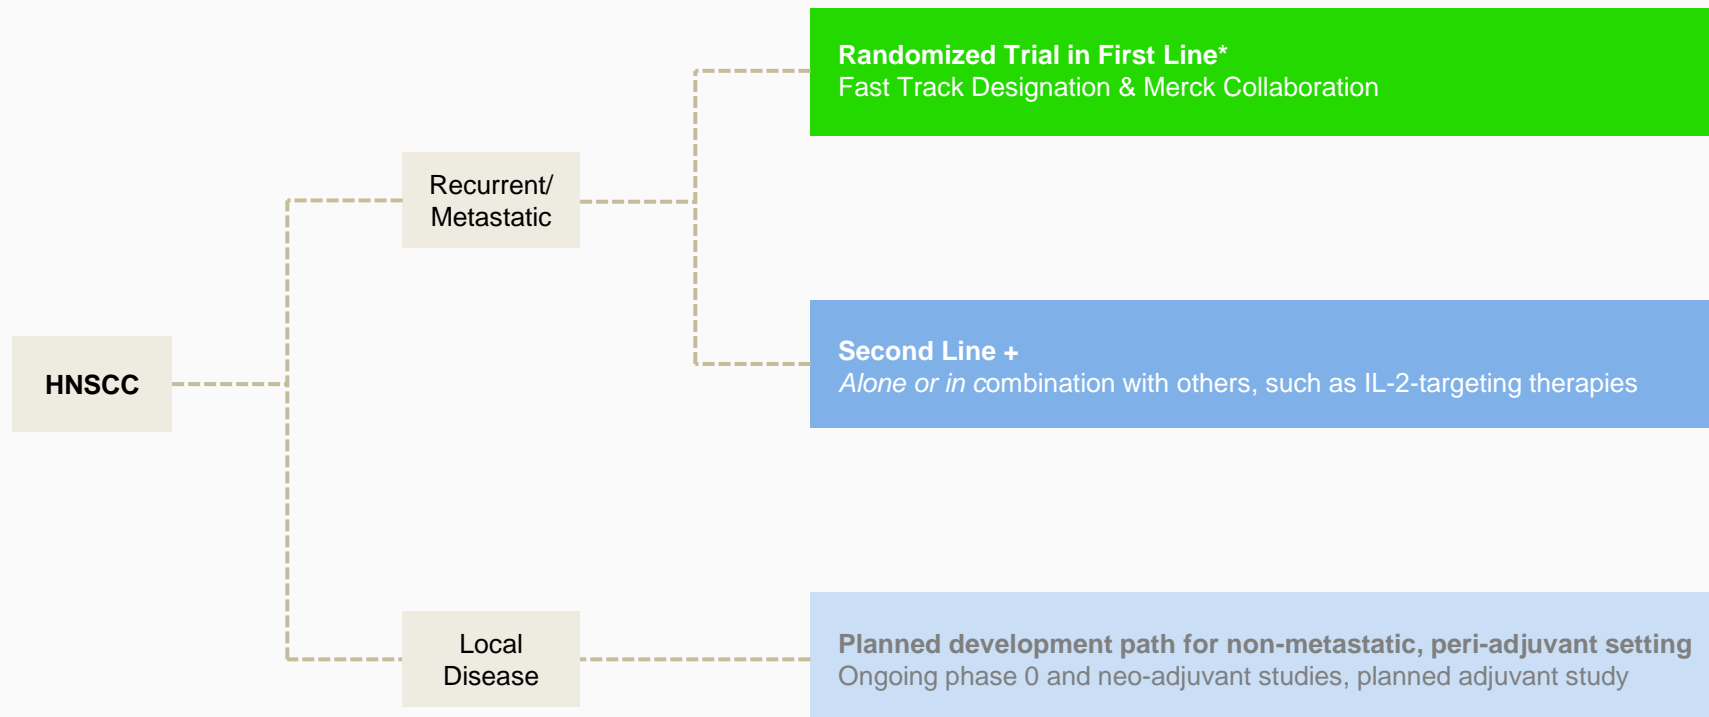 HNSCC
Recurrent/
Metastatic
Randomized Trial in First Line*
Fast Track Designation & Merck Collaboration
Second Line +
Alone or in combination with others, such as IL-2-targeting therapies
Local
Disease
Planned development path for non-metastatic, peri-adjuvant setting
Ongoing phase 0 and neo-adjuvant studies, planned adjuvant study